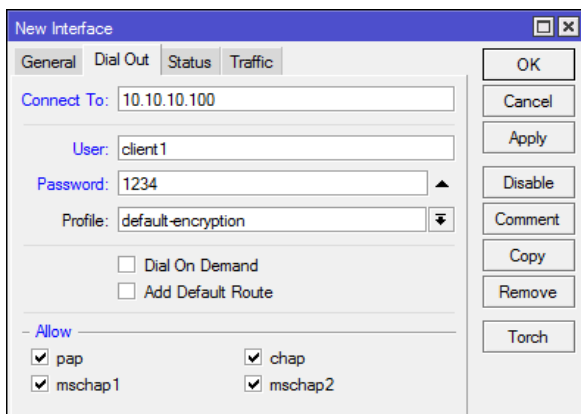 New Interface
General Dial Out Status Traffic
Connect To: 10.10.10.100
User: client1
Password: 1234
Profile: default-encryption
Dial On Demand
Add Default Route
Allow
pap chap
mschap1 mschap2
OK
Cancel
Apply
Disable
Comment
Copy
Remove
Torch